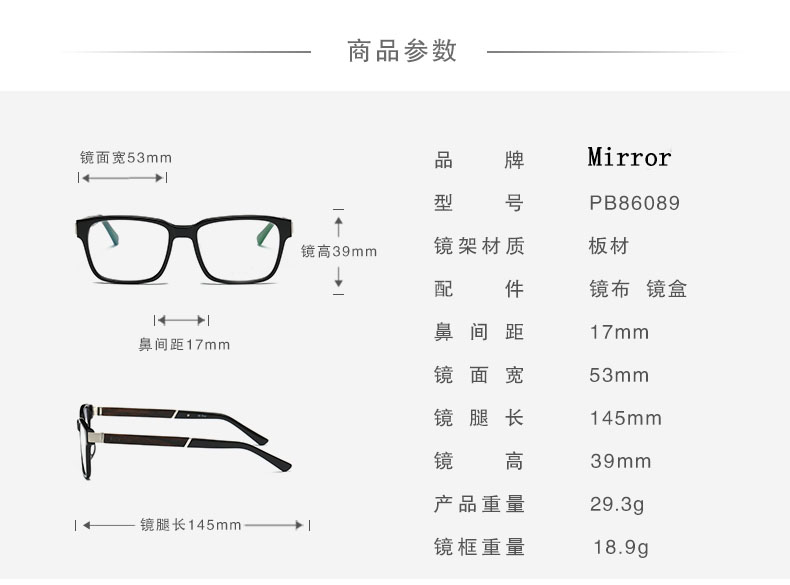 商品参数
镜面宽53mm
镜高39mm
鼻间距17mm
镜腿长145mm
品牌 Mirror
型号 PB86089
镜架材质 板材
配件 镜布 镜盒
鼻间距 17mm
镜面宽 53mm
镜腿长 145mm
镜高 39mm
产品重量 29.3g
镜框重量 18.9g